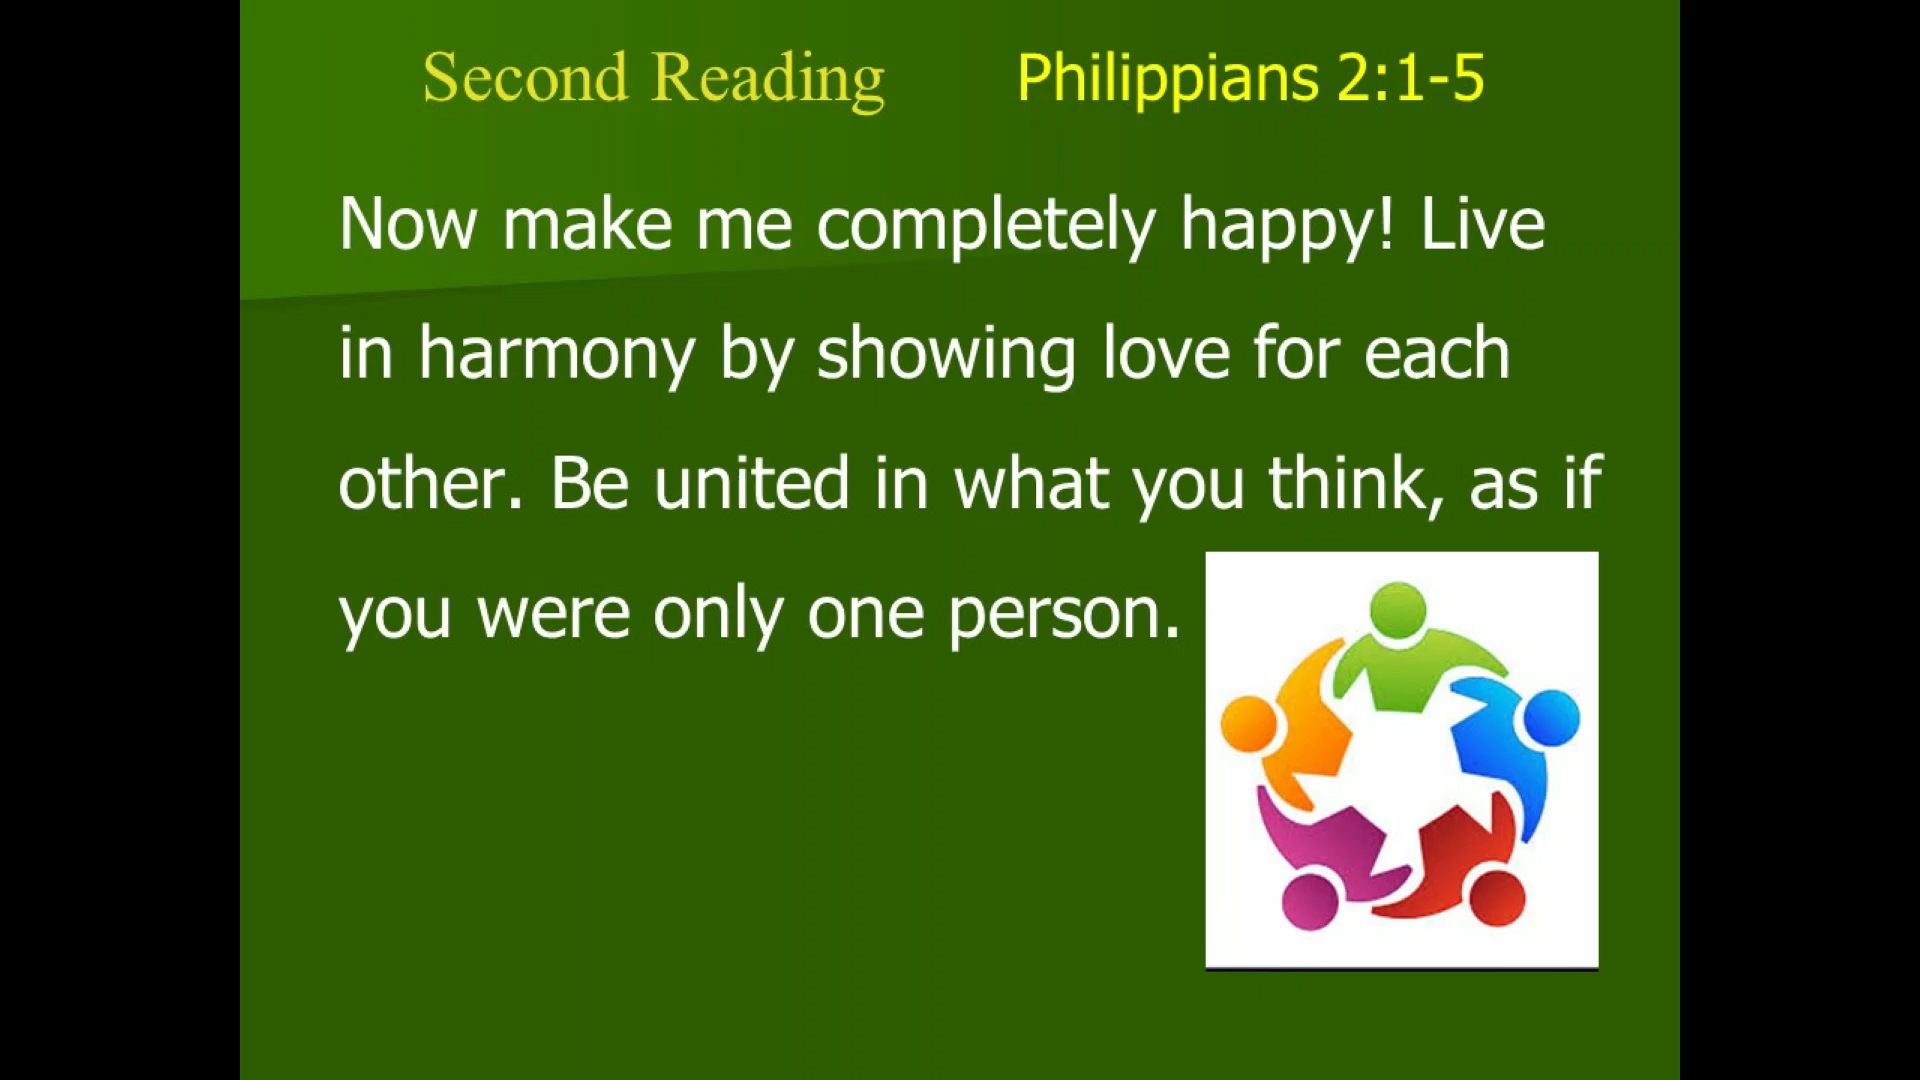 Second Reading Philippians 2:1-5
Now make me completely happy! Live
in harmony by showing love for each
other. Be united in what you think, as if
you were only one person.